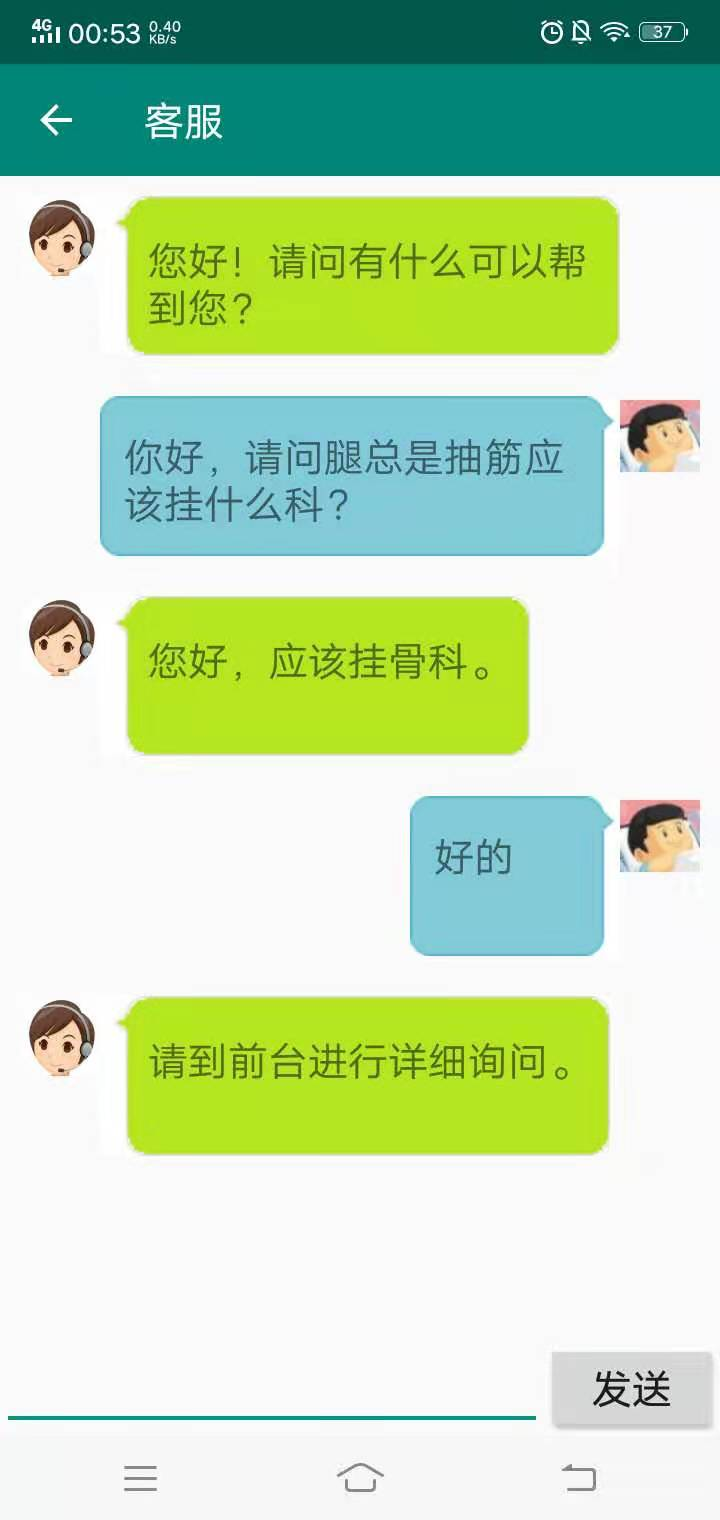 4G 00:53 0.40 KB/s 37
客服
您好！请问有什么可以帮
到您？
你好，请问腿总是抽筋应
该挂什么科？
您好，应该挂骨科。
好的
请到前台进行详细询问。
发送